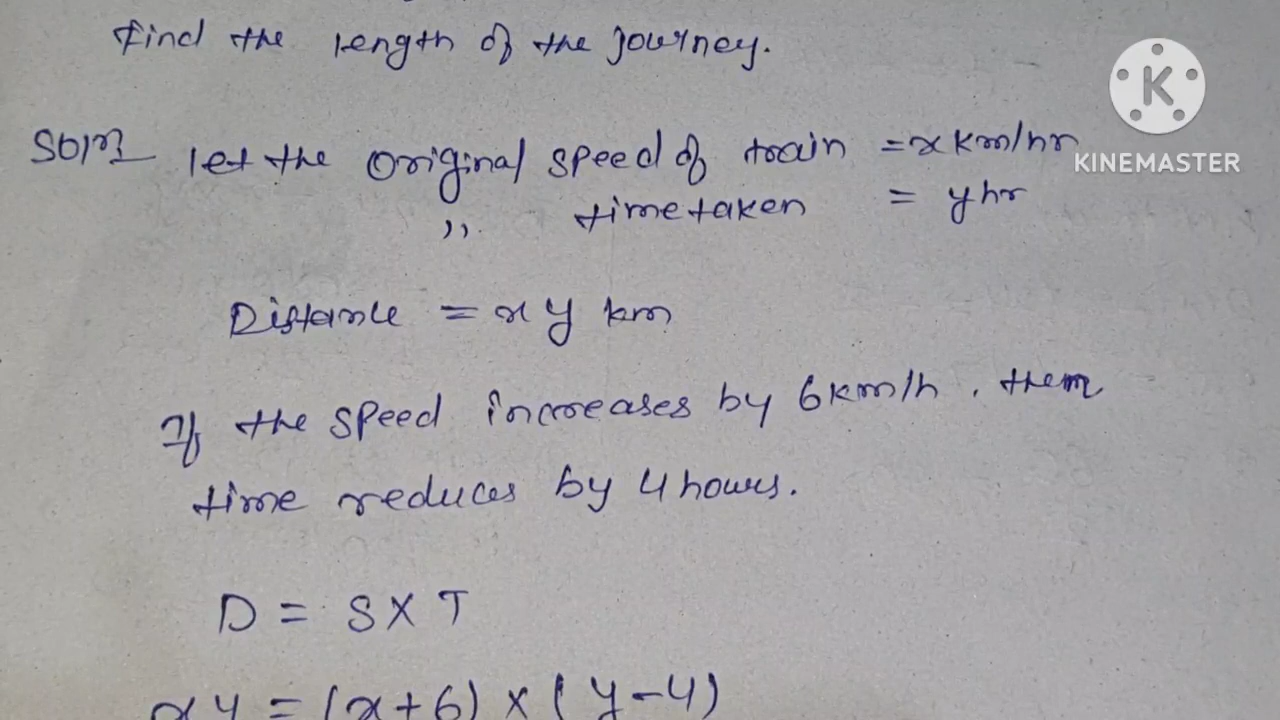 Find the length of the journey.
Soln let the original speed of train = x km/hr
,, time taken = y hr
Distance = x y km
If the speed increases by 6 km/h. then
time reduces by 4 hours.
D = S X T
xy = (x+6) × (y-4)
K
KINEMASTER